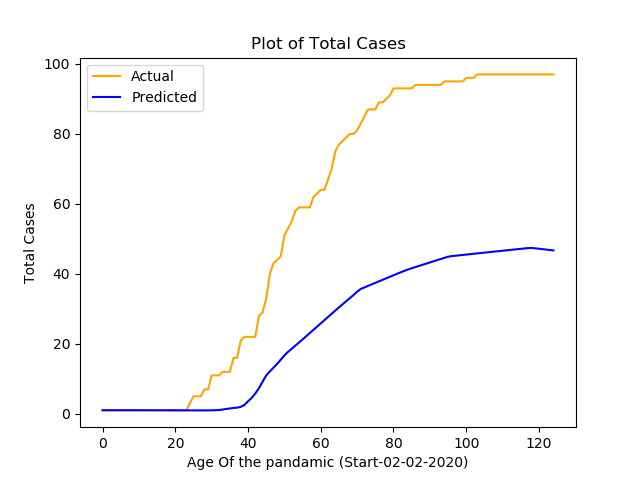 Plot of Total Cases
Actual
Predicted
100
80
60
40
20
0
Total Cases
0 20 40 60 80 100 120
Age Of the pandamic (Start-02-02-2020)